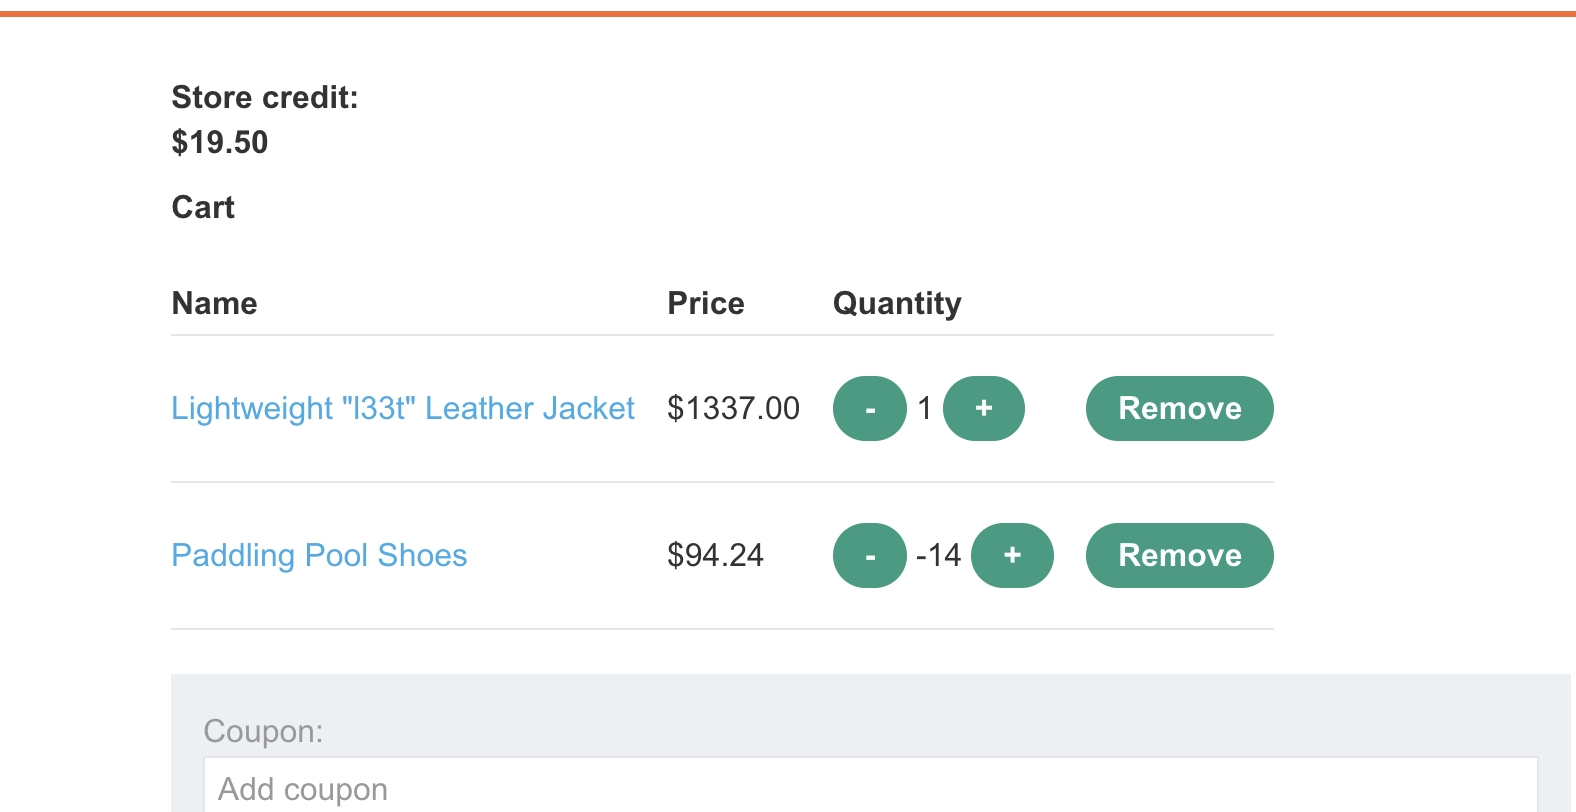 Store credit:
$19.50
Cart
Name Price Quantity
Lightweight "l33t" Leather Jacket $1337.00 - 1 + Remove
Paddling Pool Shoes $94.24 - -14 + Remove
Coupon:
Add coupon